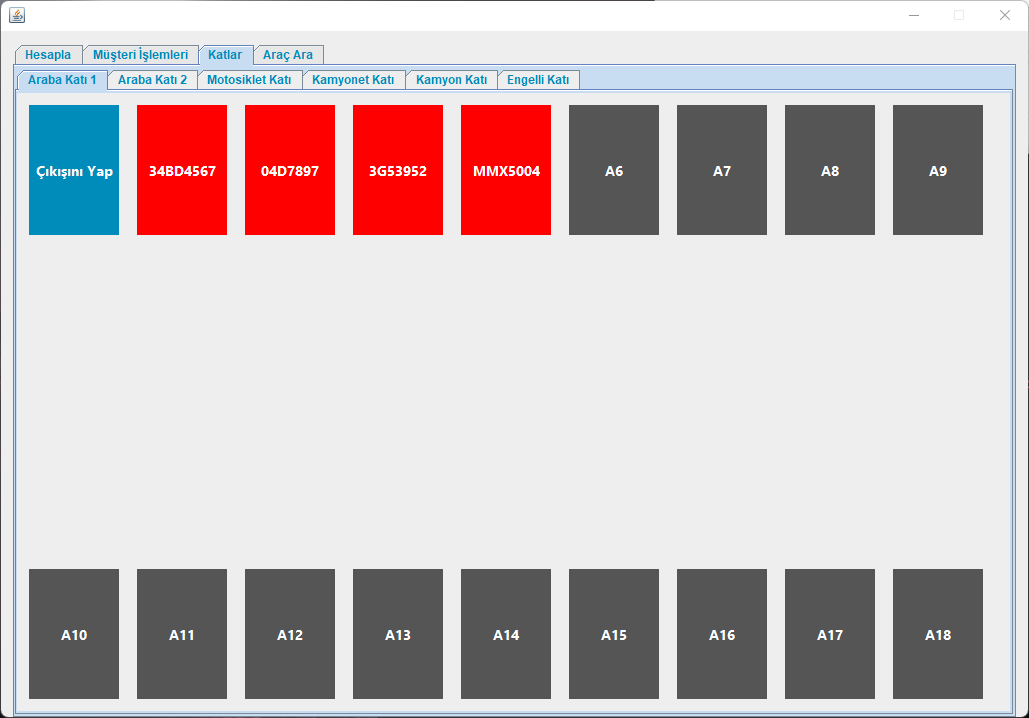 Hesapla Müşteri İşlemleri Katlar Araç Ara
Araba Katı 1 Araba Katı 2 Motosiklet Katı Kamyonet Katı Kamyon Katı Engelli Katı
Çıkışını Yap 34BD4567 04D7897 3G53952 MMX5004 A6 A7 A8 A9
A10 A11 A12 A13 A14 A15 A16 A17 A18